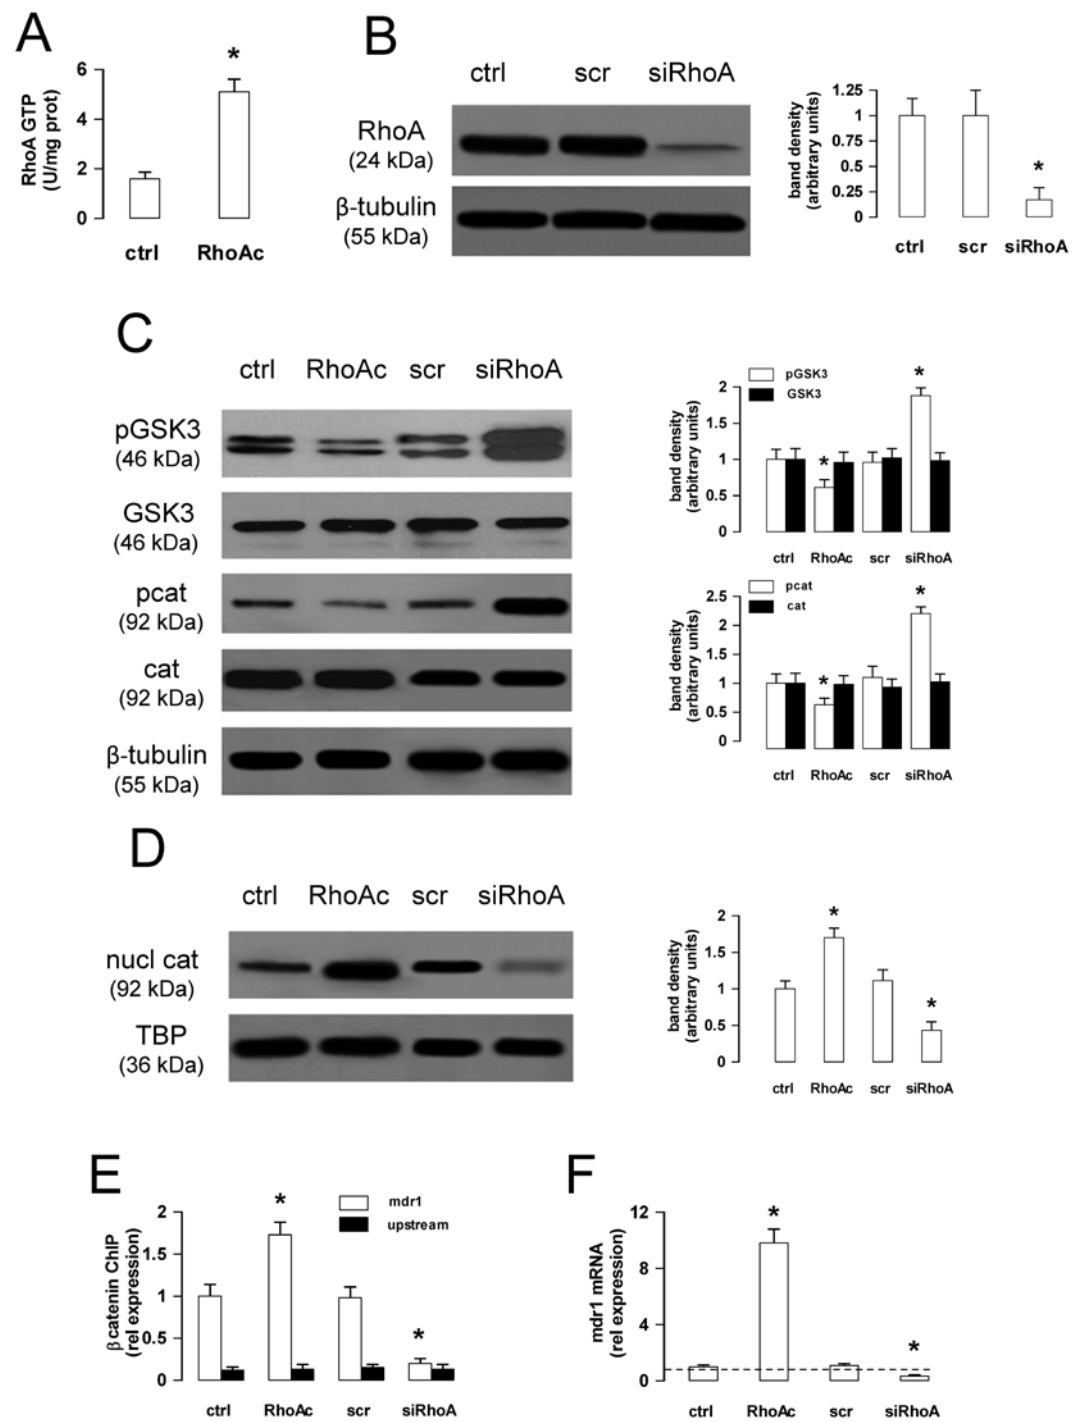 A
*
6
4
2
0
RhoA GTP
(U/mg prot)
ctrl RhoAc
B
ctrl scr siRhoA
RhoA
(24 kDa)
β-tubulin
(55 kDa)
1.25
1
0.75
0.5
0.25
0
band density
(arbitrary units)
*
ctrl scr siRhoA
C
ctrl RhoAc scr siRhoA
pGSK3
(46 kDa)
GSK3
(46 kDa)
pcat
(92 kDa)
cat
(92 kDa)
β-tubulin
(55 kDa)
pGSK3
GSK3
2
1.5
1
0.5
0
band density
(arbitrary units)
*
*
ctrl RhoAc scr siRhoA
pcat
cat
2.5
2
1.5
1
0.5
0
band density
(arbitrary units)
*
*
ctrl RhoAc scr siRhoA
D
ctrl RhoAc scr siRhoA
nucl cat
(92 kDa)
TBP
(36 kDa)
2
1.5
1
0.5
0
band density
(arbitrary units)
*
*
ctrl RhoAc scr siRhoA
E
mdr1
upstream
2
1.5
1
0.5
0
βcatenin ChIP
(rel expression)
*
*
ctrl RhoAc scr siRhoA
F
12
8
4
0
mdr1 mRNA
(rel expression)
*
*
ctrl RhoAc scr siRhoA